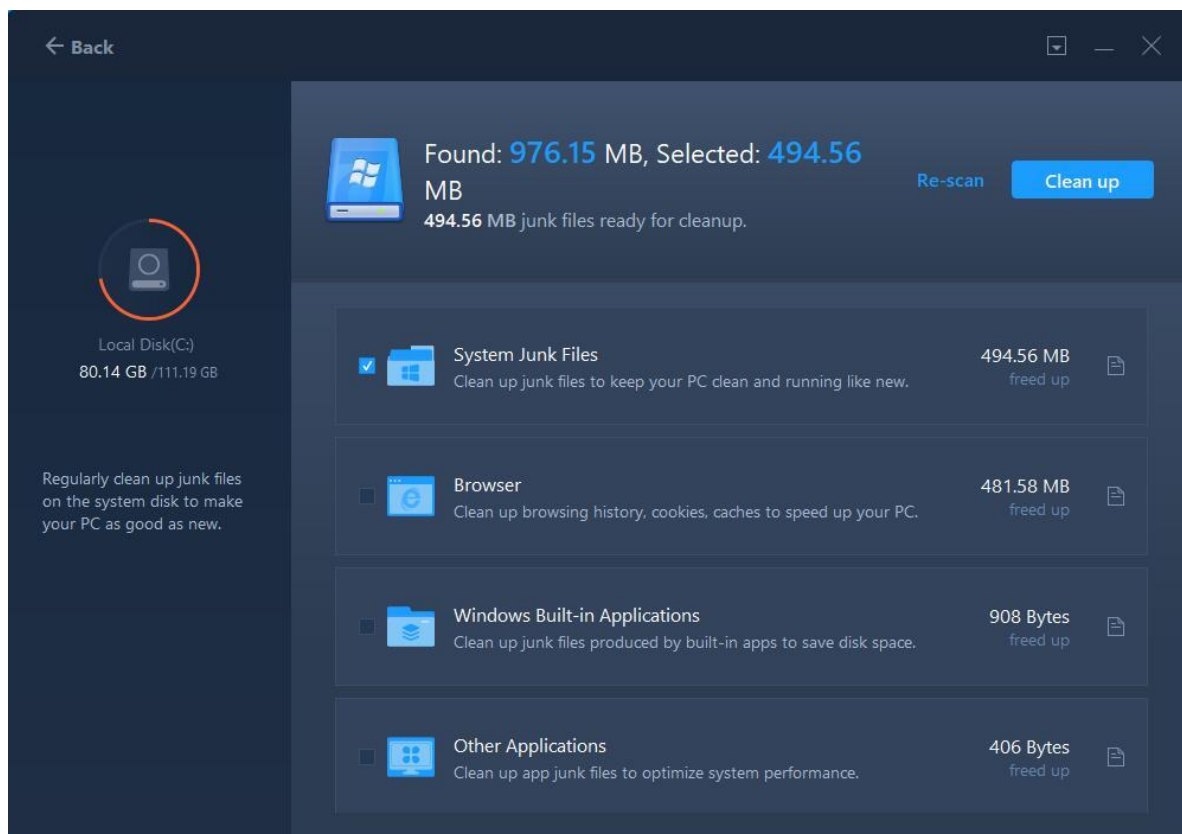 Back
Found: 976.15 MB, Selected: 494.56
MB
494.56 MB junk files ready for cleanup.
Re-scan
Clean up
Local Disk(C:)
80.14 GB /111.19 GB
Regularly clean up junk files
on the system disk to make
your PC as good as new.
System Junk Files
Clean up junk files to keep your PC clean and running like new.
494.56 MB
freed up
Browser
Clean up browsing history, cookies, caches to speed up your PC.
481.58 MB
freed up
Windows Built-in Applications
Clean up junk files produced by built-in apps to save disk space.
908 Bytes
freed up
Other Applications
Clean up app junk files to optimize system performance.
406 Bytes
freed up